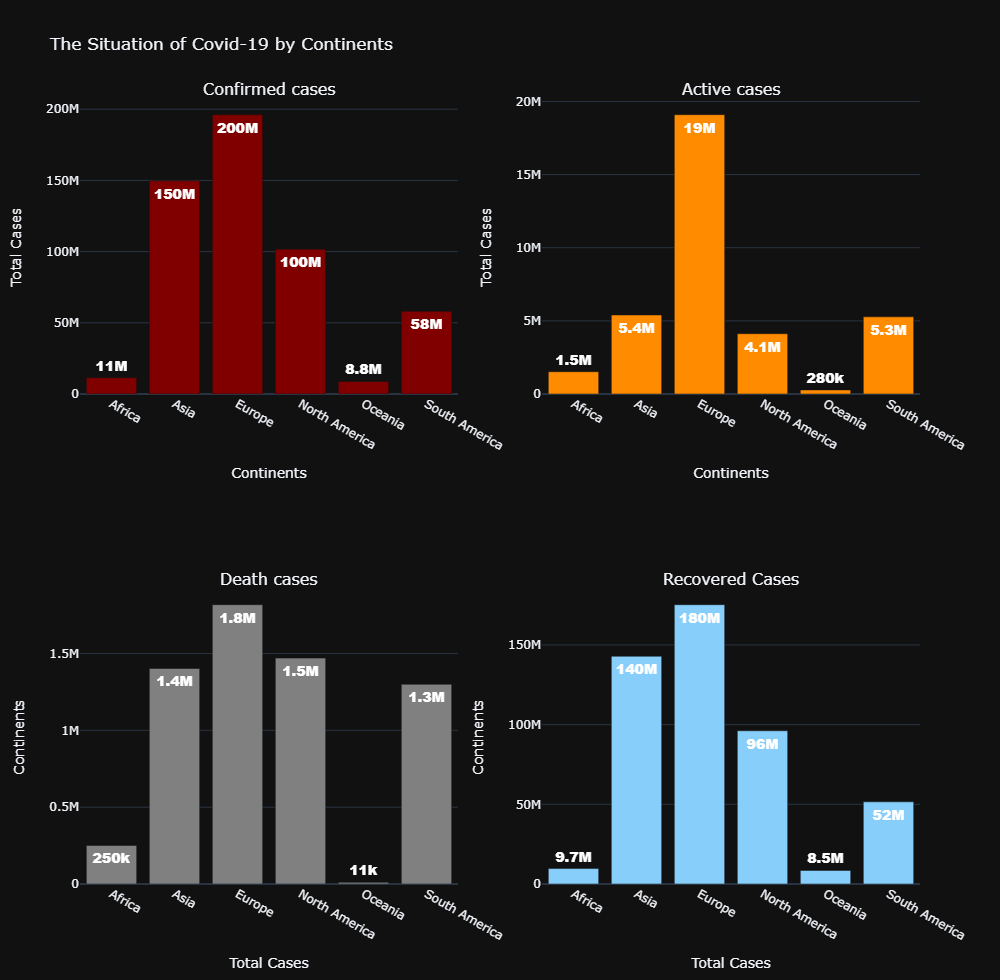 The Situation of Covid-19 by Continents
Confirmed cases
200M
150M
100M
50M
0
Total Cases
11M
150M
200M
100M
8.8M
58M
Africa
Asia
Europe
North America
Oceania
South America
Continents
Active cases
20M
15M
10M
5M
0
Total Cases
1.5M
5.4M
19M
4.1M
280k
5.3M
Africa
Asia
Europe
North America
Oceania
South America
Continents
Death cases
1.5M
1M
0.5M
0
Continents
250k
1.4M
1.8M
1.5M
11k
1.3M
Africa
Asia
Europe
North America
Oceania
South America
Total Cases
Recovered Cases
150M
100M
50M
0
Continents
9.7M
140M
180M
96M
8.5M
52M
Africa
Asia
Europe
North America
Oceania
South America
Total Cases